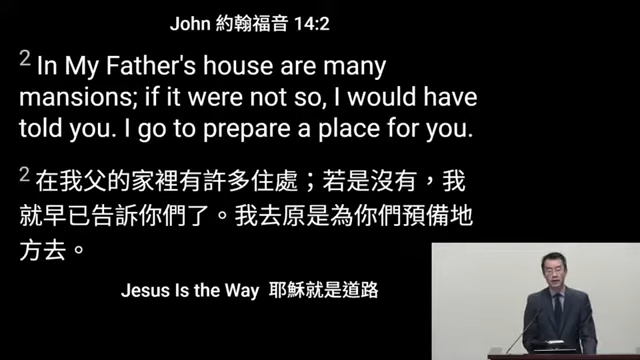 John 約翰福音 14:2
2 In My Father's house are many
mansions; if it were not so, I would have
told you. I go to prepare a place for you.
2 在我父的家裡有許多住處；若是沒有，我
就早已告訴你們了。我去原是為你們預備地
方去。
Jesus Is the Way 耶穌就是道路